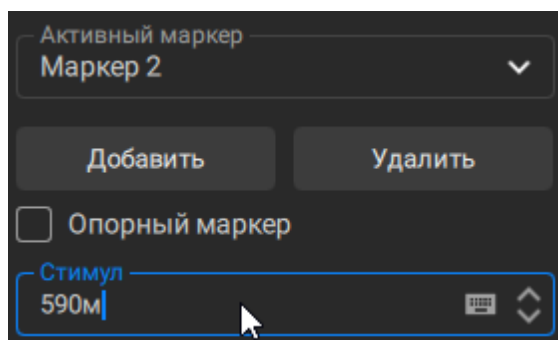 Активный маркер
Маркер 2
Добавить Удалить
Опорный маркер
Стимул
590м